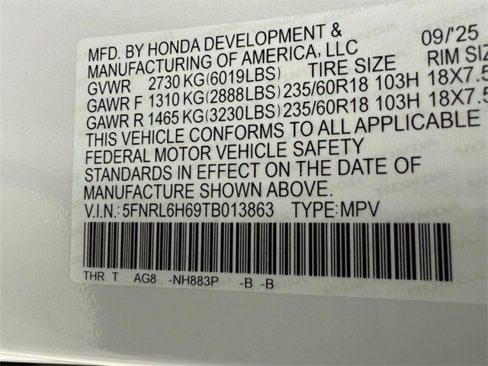 MFD. BY HONDA DEVELOPMENT & 09/'25
MANUFACTURING OF AMERICA, LLC
GVWR 2730 KG(6019LBS) TIRE SIZE RIM SIZ
GAWR F 1310 KG(2888LBS) 235/60R18 103H 18X7.5
GAWR R 1465 KG(3230LBS) 235/60R18 103H 18X7.5
THIS VEHICLE CONFORMS TO ALL APPLICABLE
FEDERAL MOTOR VEHICLE SAFETY
STANDARDS IN EFFECT ON THE DATE OF
MANUFACTURE SHOWN ABOVE.
V.I.N.: 5FNRL6H69TB013863 TYPE: MPV
THR T AG8 -NH883P -B -B